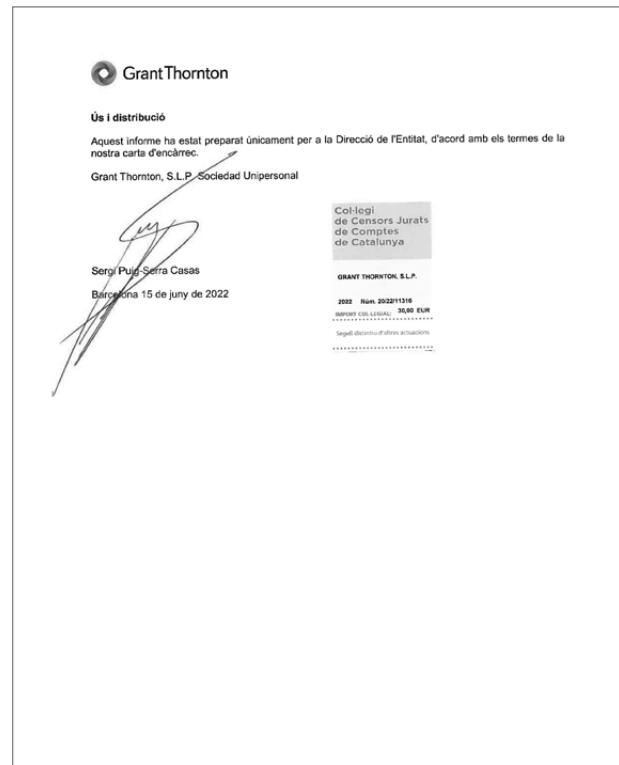 Grant Thornton
Ús i distribució
Aquest informe ha estat preparat únicament per a la Direcció de l'Entitat, d'acord amb els termes de la
nostra carta d'encàrrec.
Grant Thornton, S.L.P. Sociedad Unipersonal
Sergi Puig-Serra Casas
Barcelona 15 de juny de 2022
Col·legi
de Censors Jurats
de Comptes
de Catalunya
GRANT THORNTON, S.L.P.
2022 Núm. 20/22/11316
IMPORT COL·LEGIAL: 30,00 EUR
Segell distintiu d'altres actuacions